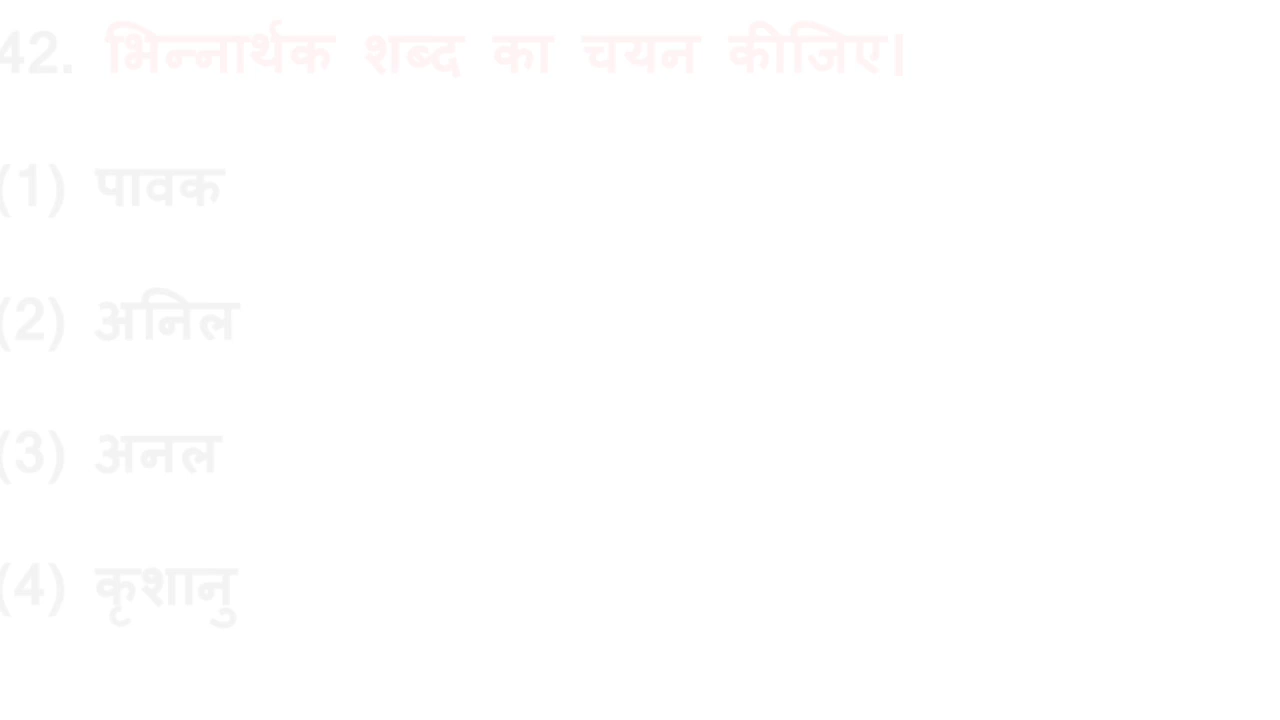 42. भिन्नार्थक शब्द का चयन कीजिए।
(1) पावक
(2) अनिल
(3) अनल
(4) कृशानु